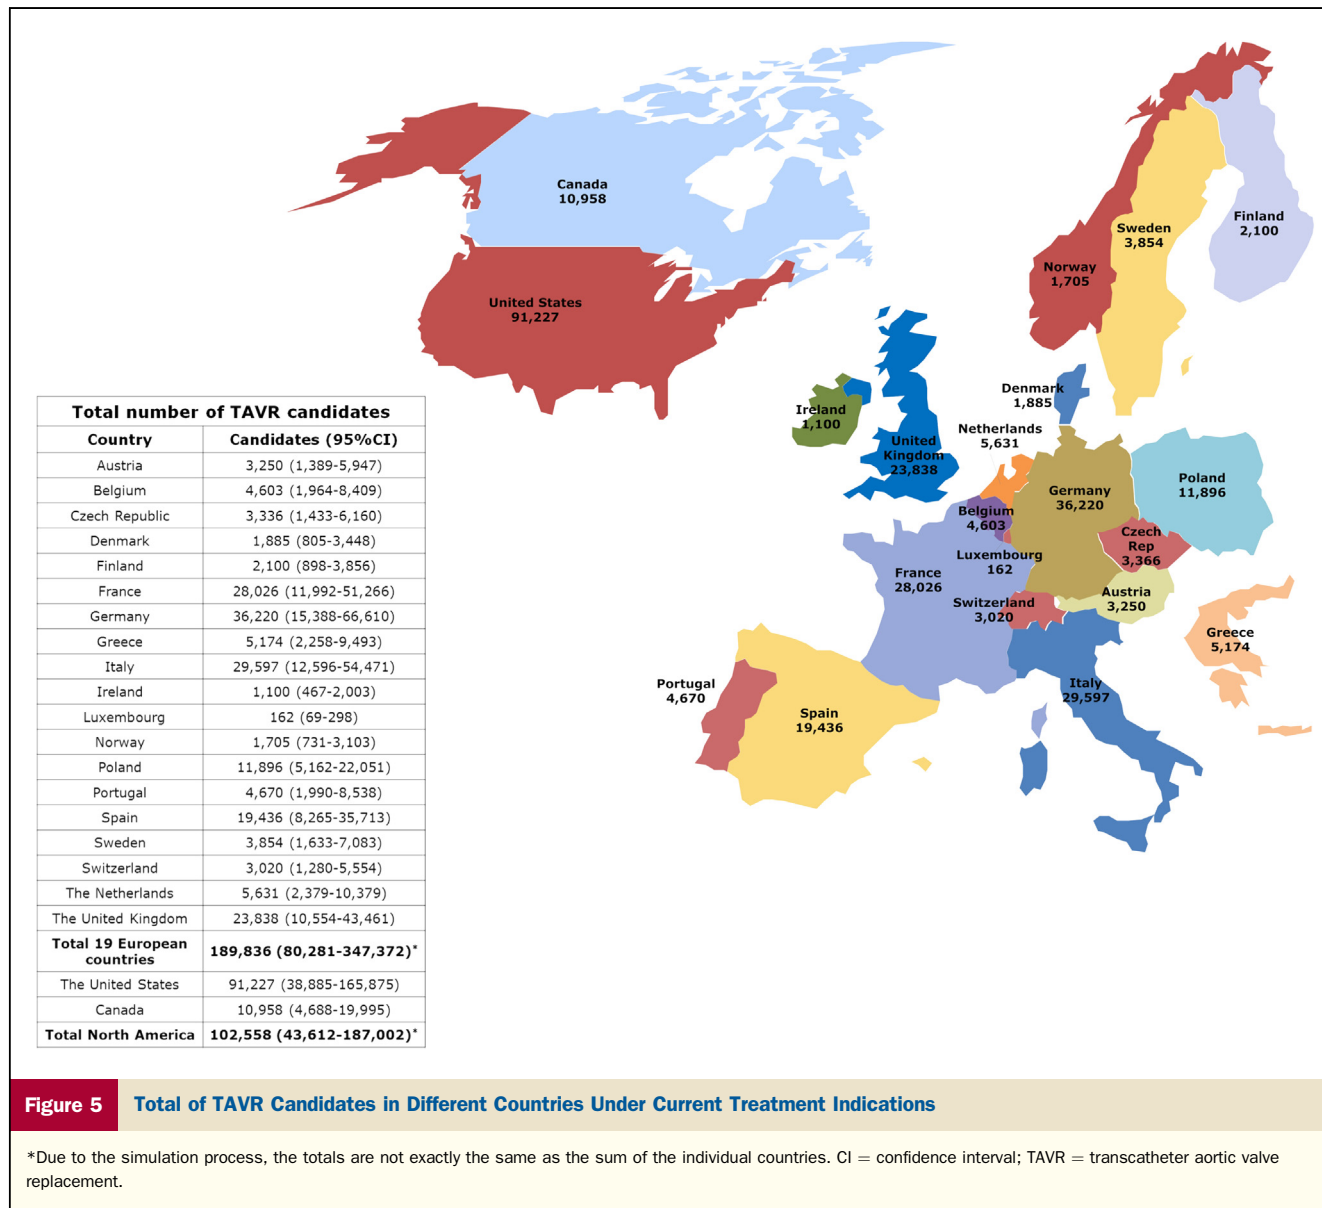 Canada
10,958
United States
91,227
Norway
1,705
Sweden
3,854
Finland
2,100
Denmark
1,885
Ireland
1,100
United
Kingdom
23,838
Netherlands
5,631
Belgium
4,603
Luxembourg
162
Germany
36,220
Poland
11,896
Czech
Rep
3,366
Austria
3,250
France
28,026
Switzerland
3,020
Greece
5,174
Italy
29,597
Portugal
4,670
Spain
19,436
Total number of TAVR candidates
Country Candidates (95%CI)
Austria 3,250 (1,389-5,947)
Belgium 4,603 (1,964-8,409)
Czech Republic 3,336 (1,433-6,160)
Denmark 1,885 (805-3,448)
Finland 2,100 (898-3,856)
France 28,026 (11,992-51,266)
Germany 36,220 (15,388-66,610)
Greece 5,174 (2,258-9,493)
Italy 29,597 (12,596-54,471)
Ireland 1,100 (467-2,003)
Luxembourg 162 (69-298)
Norway 1,705 (731-3,103)
Poland 11,896 (5,162-22,051)
Portugal 4,670 (1,990-8,538)
Spain 19,436 (8,265-35,713)
Sweden 3,854 (1,633-7,083)
Switzerland 3,020 (1,280-5,554)
The Netherlands 5,631 (2,379-10,379)
The United Kingdom 23,838 (10,554-43,461)
Total 19 European
countries 189,836 (80,281-347,372)*
The United States 91,227 (38,885-165,875)
Canada 10,958 (4,688-19,995)
Total North America 102,558 (43,612-187,002)*
Figure 5 Total of TAVR Candidates in Different Countries Under Current Treatment Indications
*Due to the simulation process, the totals are not exactly the same as the sum of the individual countries. CI = confidence interval; TAVR = transcatheter aortic valve
replacement.